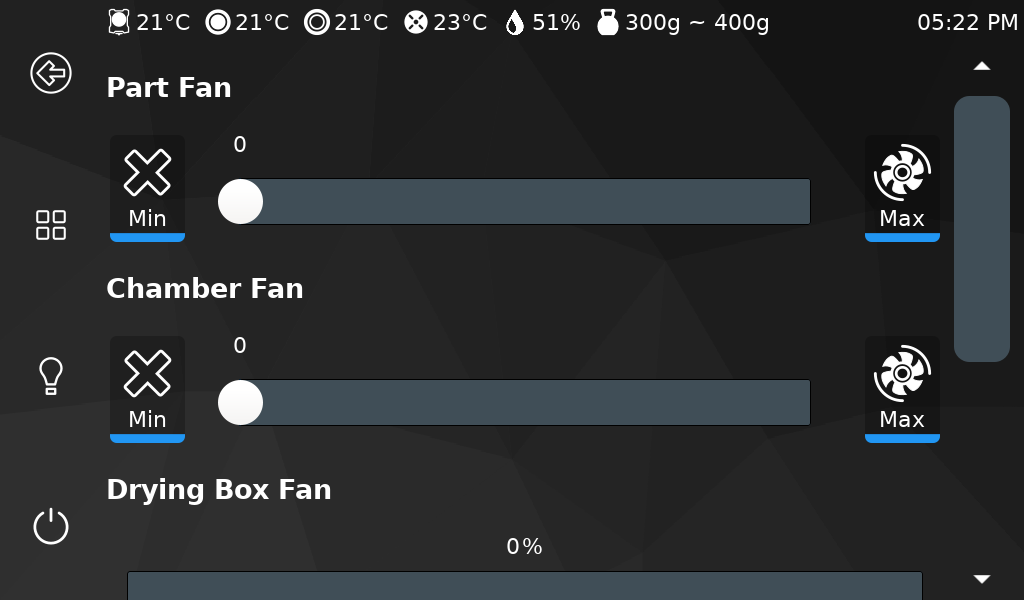 21°C 21°C 21°C 23°C 51% 300g ~ 400g 05:22 PM
Part Fan
0
Min Max
Chamber Fan
0
Min Max
Drying Box Fan
0%